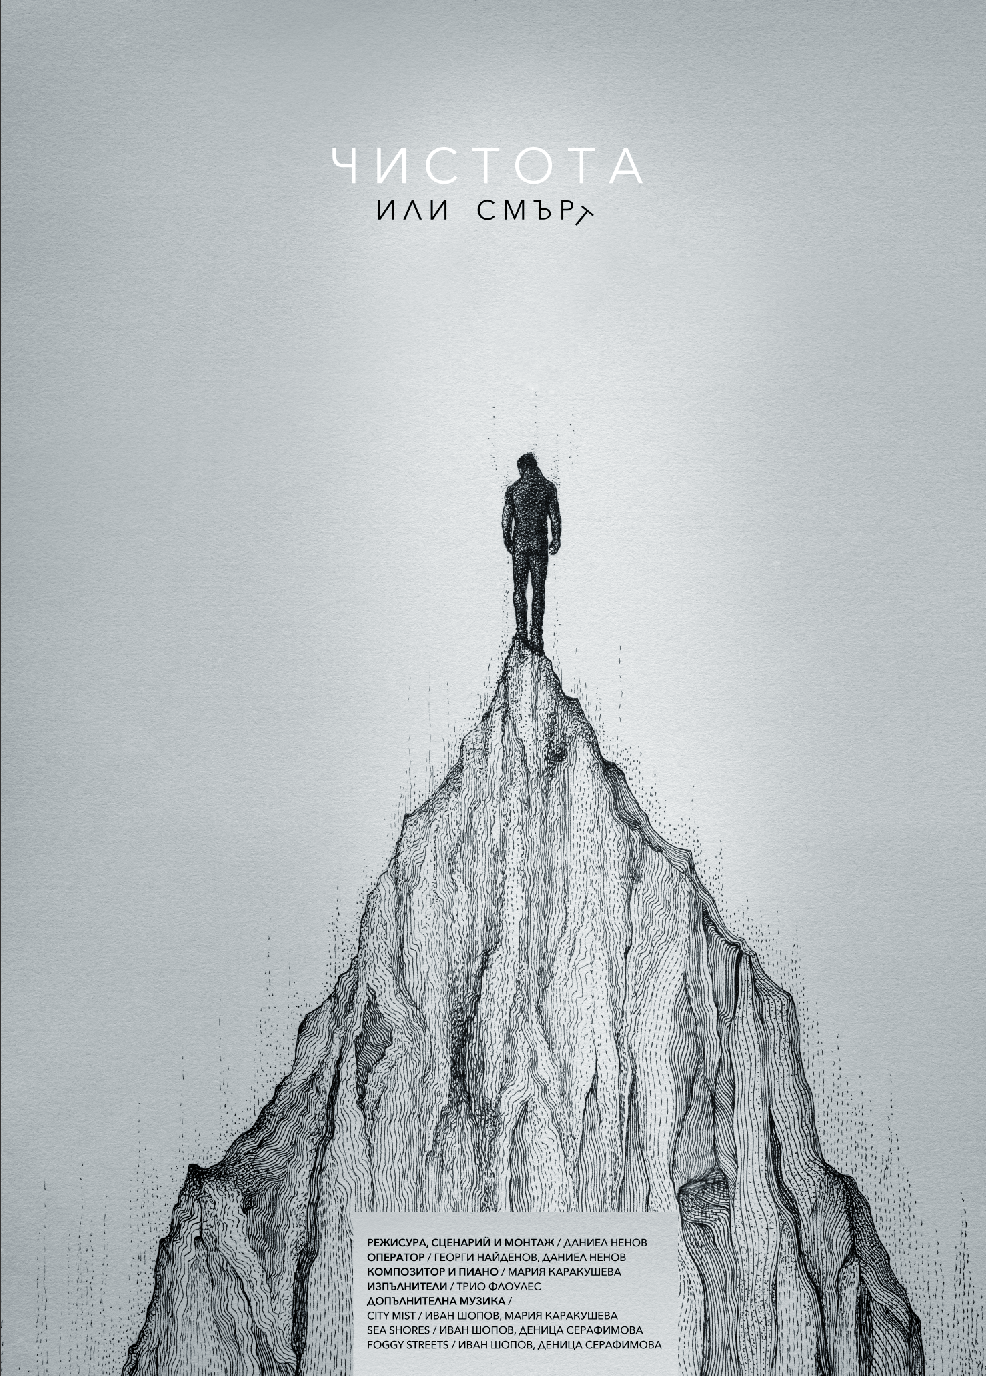 ЧИСТОТА
ИЛИ СМЪРТ
РЕЖИСУРА, СЦЕНАРИЙ И МОНТАЖ / ДАНИЕЛ НЕНОВ
ОПЕРАТОР / ГЕОРГИ НАЙДЕНОВ, ДАНИЕЛ НЕНОВ
КОМПОЗИТОР И ПИАНО / МАРИЯ КАРАКУШЕВА
ИЗПЪЛНИТЕЛИ / ТРИО ФЛОУЛЕС
ДОПЪЛНИТЕЛНА МУЗИКА /
CITY MIST / ИВАН ШОПОВ, МАРИЯ КАРАКУШЕВА
SEA SHORES / ИВАН ШОПОВ, ДЕНИЦА СЕРАФИМОВА
FOGGY STREETS / ИВАН ШОПОВ, ДЕНИЦА СЕРАФИМОВА